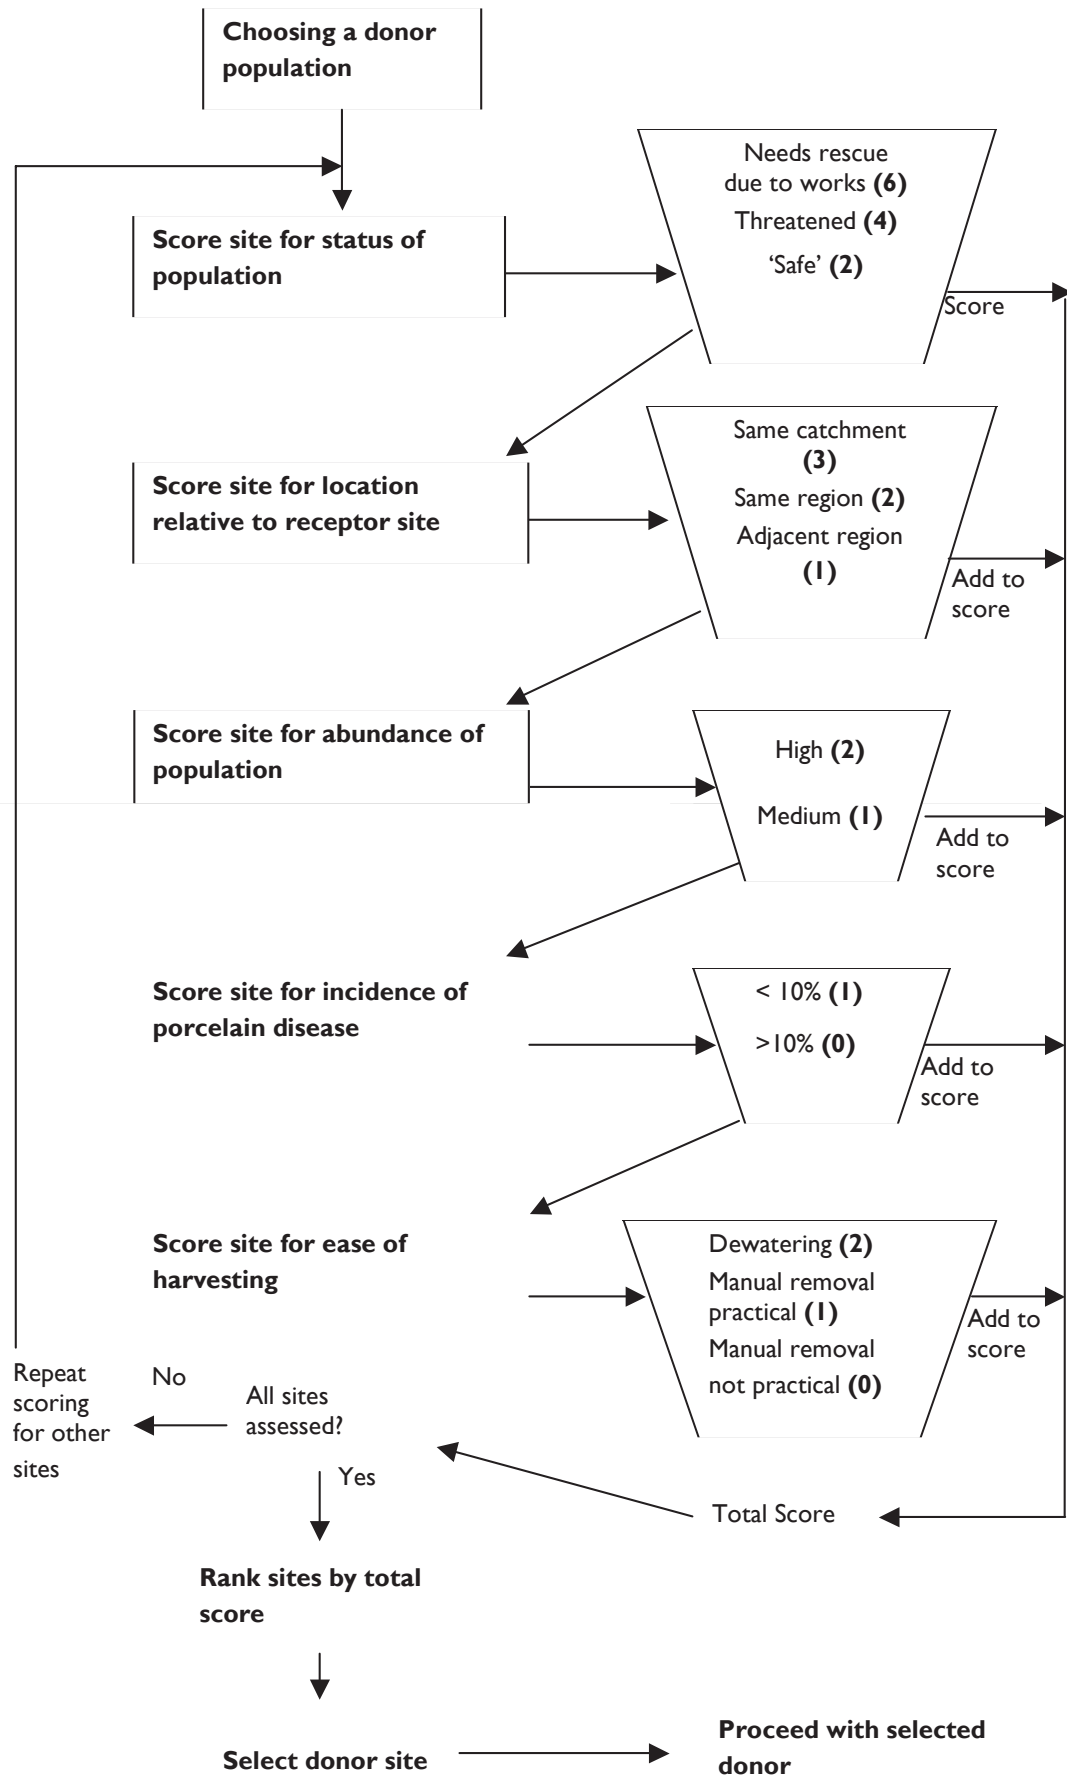 Choosing a donor
population
Needs rescue
due to works (6)
Threatened (4)
‘Safe’ (2)
Score
Score site for status of
population
Same catchment
(3)
Same region (2)
Adjacent region
(1)
Add to
score
Score site for location
relative to receptor site
High (2)
Medium (1)
Add to
score
Score site for abundance of
population
< 10% (1)
>10% (0)
Add to
score
Score site for incidence of
porcelain disease
Dewatering (2)
Manual removal
practical (1)
Manual removal
not practical (0)
Add to
score
Score site for ease of
harvesting
Repeat
scoring
for other
sites
No
All sites
assessed?
Yes
Total Score
Rank sites by total
score
Select donor site
Proceed with selected
donor